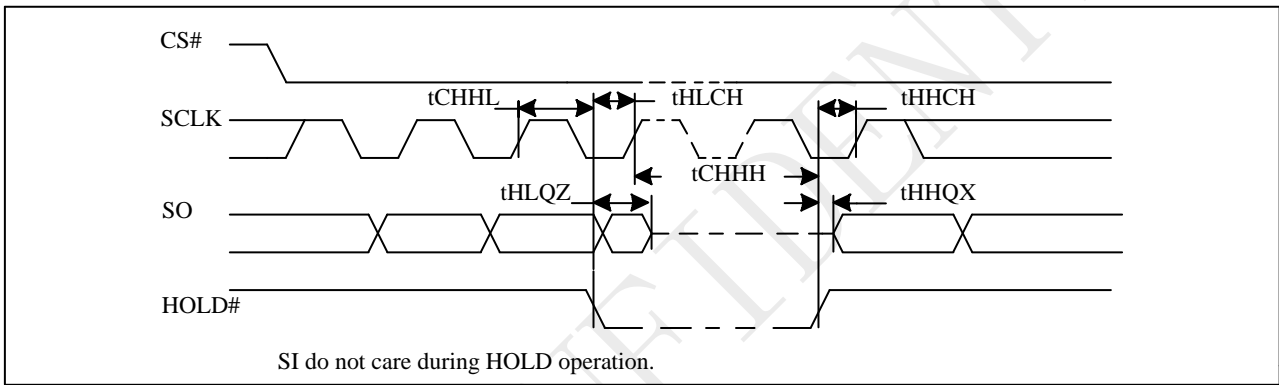 CS#
tCHHL tHLCH tHHCH
SCLK
tCHHH
tHLQZ tHHQX
SO
HOLD#
SI do not care during HOLD operation.